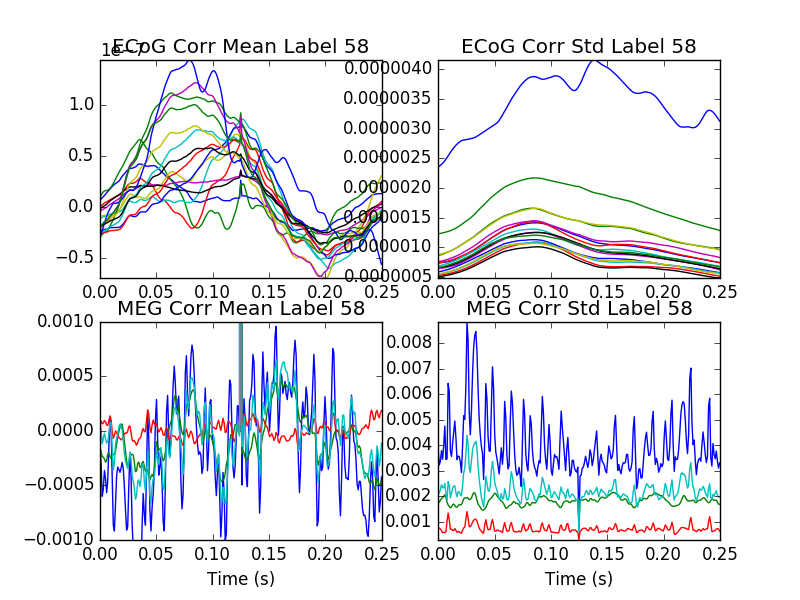 ECoG Corr Mean Label 58
1e−7
1.0
0.5
0.0
−0.5
0.00 0.05 0.10 0.15 0.20 0.25
ECoG Corr Std Label 58
0.0000040
0.0000035
0.0000030
0.0000025
0.0000020
0.0000015
0.0000010
0.0000005
0.00 0.05 0.10 0.15 0.20 0.25
MEG Corr Mean Label 58
0.0010
0.0005
0.0000
−0.0005
−0.0010
0.00 0.05 0.10 0.15 0.20 0.25
Time (s)
MEG Corr Std Label 58
0.008
0.007
0.006
0.005
0.004
0.003
0.002
0.001
0.00 0.05 0.10 0.15 0.20 0.25
Time (s)